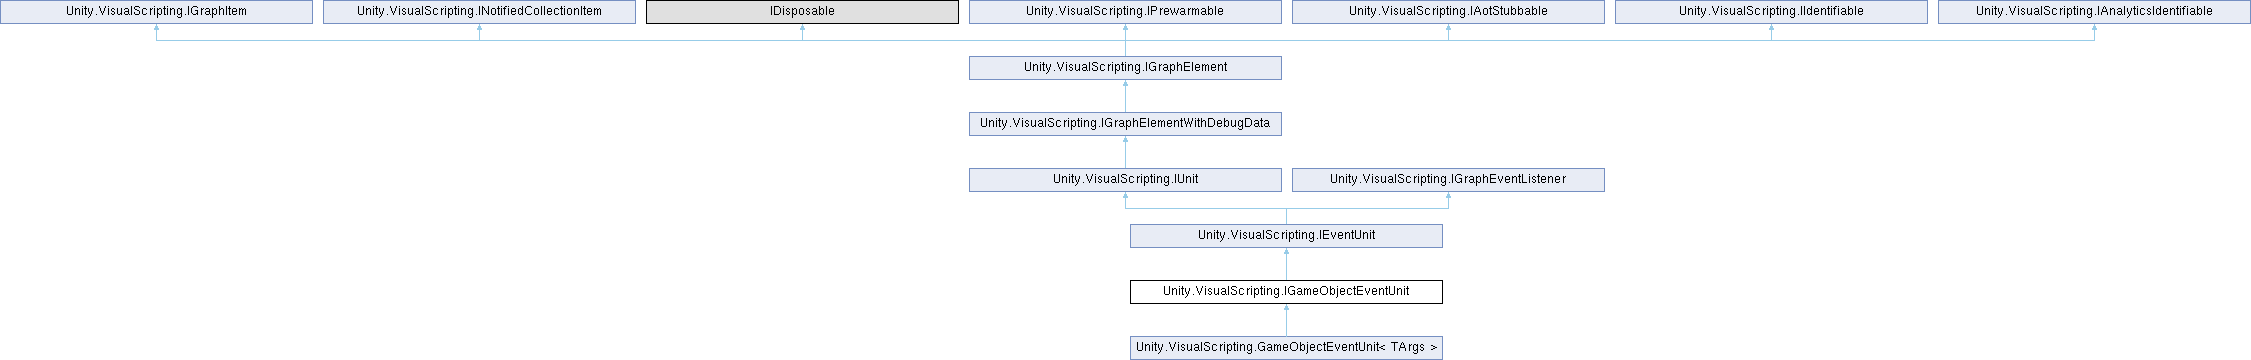 Unity.VisualScripting.IGraphItem
Unity.VisualScripting.INotifiedCollectionItem
IDisposable
Unity.VisualScripting.IPrewarmable
Unity.VisualScripting.IAotStubbable
Unity.VisualScripting.IIdentifiable
Unity.VisualScripting.IAnalyticsIdentifiable
Unity.VisualScripting.IGraphElement
Unity.VisualScripting.IGraphElementWithDebugData
Unity.VisualScripting.IUnit
Unity.VisualScripting.IGraphEventListener
Unity.VisualScripting.IEventUnit
Unity.VisualScripting.IGameObjectEventUnit
Unity.VisualScripting.GameObjectEventUnit< TArgs >